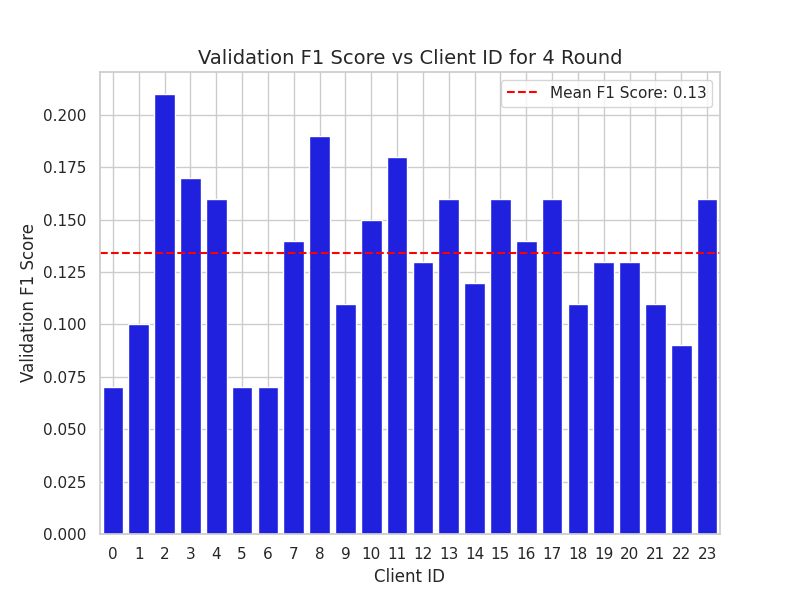 Validation F1 Score vs Client ID for 4 Round
Mean F1 Score: 0.13
Validation F1 Score
0.200
0.175
0.150
0.125
0.100
0.075
0.050
0.025
0.000
0 1 2 3 4 5 6 7 8 9 10 11 12 13 14 15 16 17 18 19 20 21 22 23
Client ID